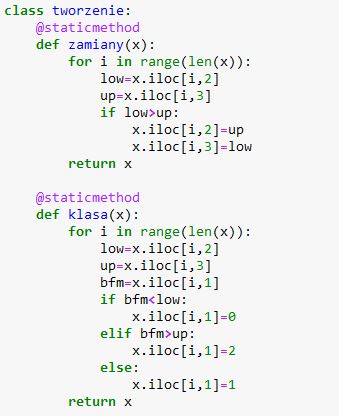 class tworzenie:
    @staticmethod
    def zamiany(x):
        for i in range(len(x)):
            low=x.iloc[i,2]
            up=x.iloc[i,3]
            if low>up:
                x.iloc[i,2]=up
                x.iloc[i,3]=low
        return x

    @staticmethod
    def klasa(x):
        for i in range(len(x)):
            low=x.iloc[i,2]
            up=x.iloc[i,3]
            bfm=x.iloc[i,1]
            if bfm<low:
                x.iloc[i,1]=0
            elif bfm>up:
                x.iloc[i,1]=2
            else:
                x.iloc[i,1]=1
        return x